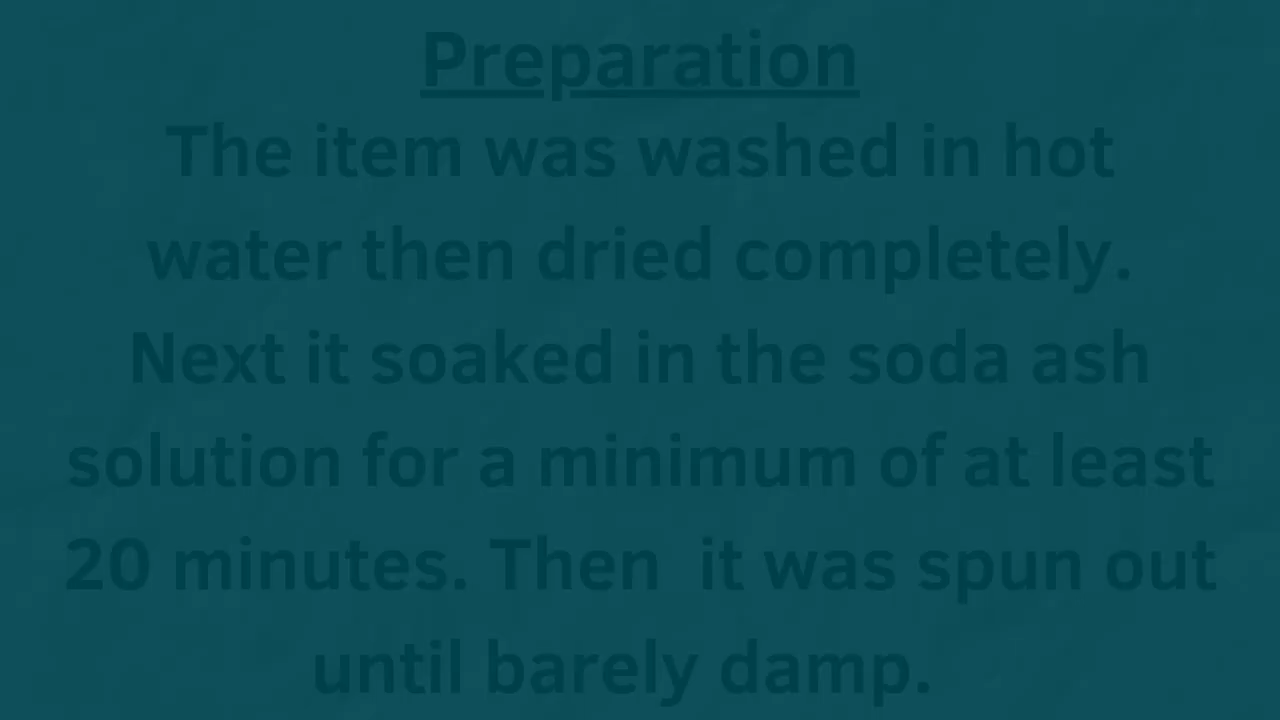 Preparation
The item was washed in hot
water then dried completely.
Next it soaked in the soda ash
solution for a minimum of at least
20 minutes. Then  it was spun out
until barely damp.